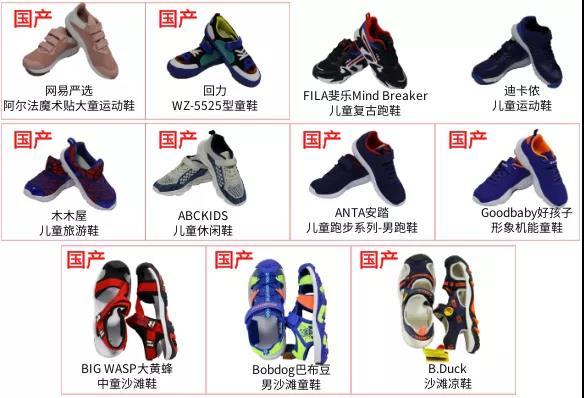 国产
网易严选
阿尔法魔术贴大童运动鞋
国产
回力
WZ-5525型童鞋
FILA斐乐Mind Breaker
儿童复古跑鞋
迪卡侬
儿童运动鞋
国产
木木屋
儿童旅游鞋
国产
ABCKIDS
儿童休闲鞋
国产
ANTA安踏
儿童跑步系列-男跑鞋
国产
Goodbaby好孩子
形象机能童鞋
国产
BIG WASP大黄蜂
中童沙滩鞋
国产
Bobdog巴布豆
男沙滩童鞋
国产
B.Duck
沙滩凉鞋